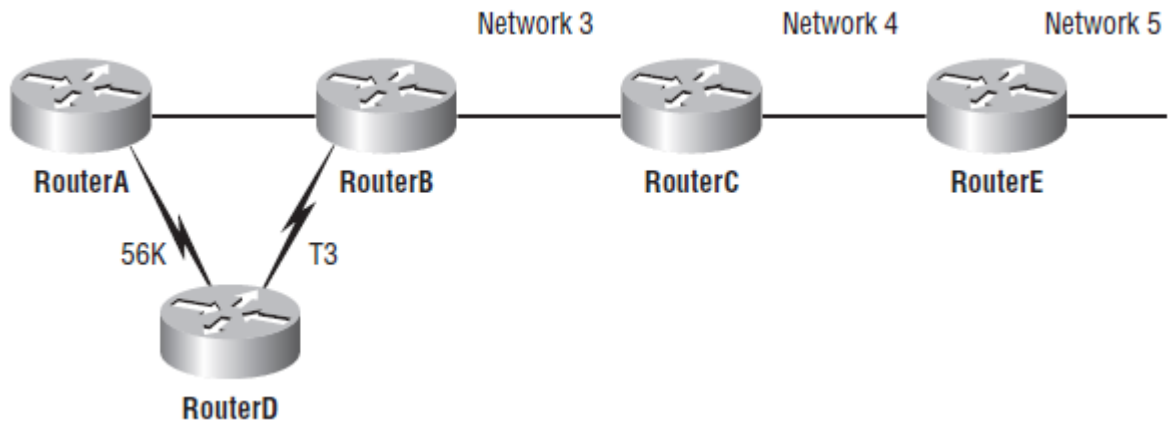 Network 3
Network 4
Network 5
RouterA
RouterB
RouterC
RouterE
56K
T3
RouterD